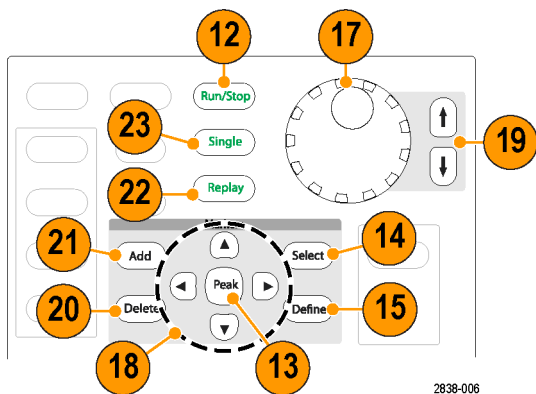 12
17
Run/Stop
23
Single
19
22
Replay
21
Add
Select
14
Peak
20
Delete
Define
15
18
13
2838-006